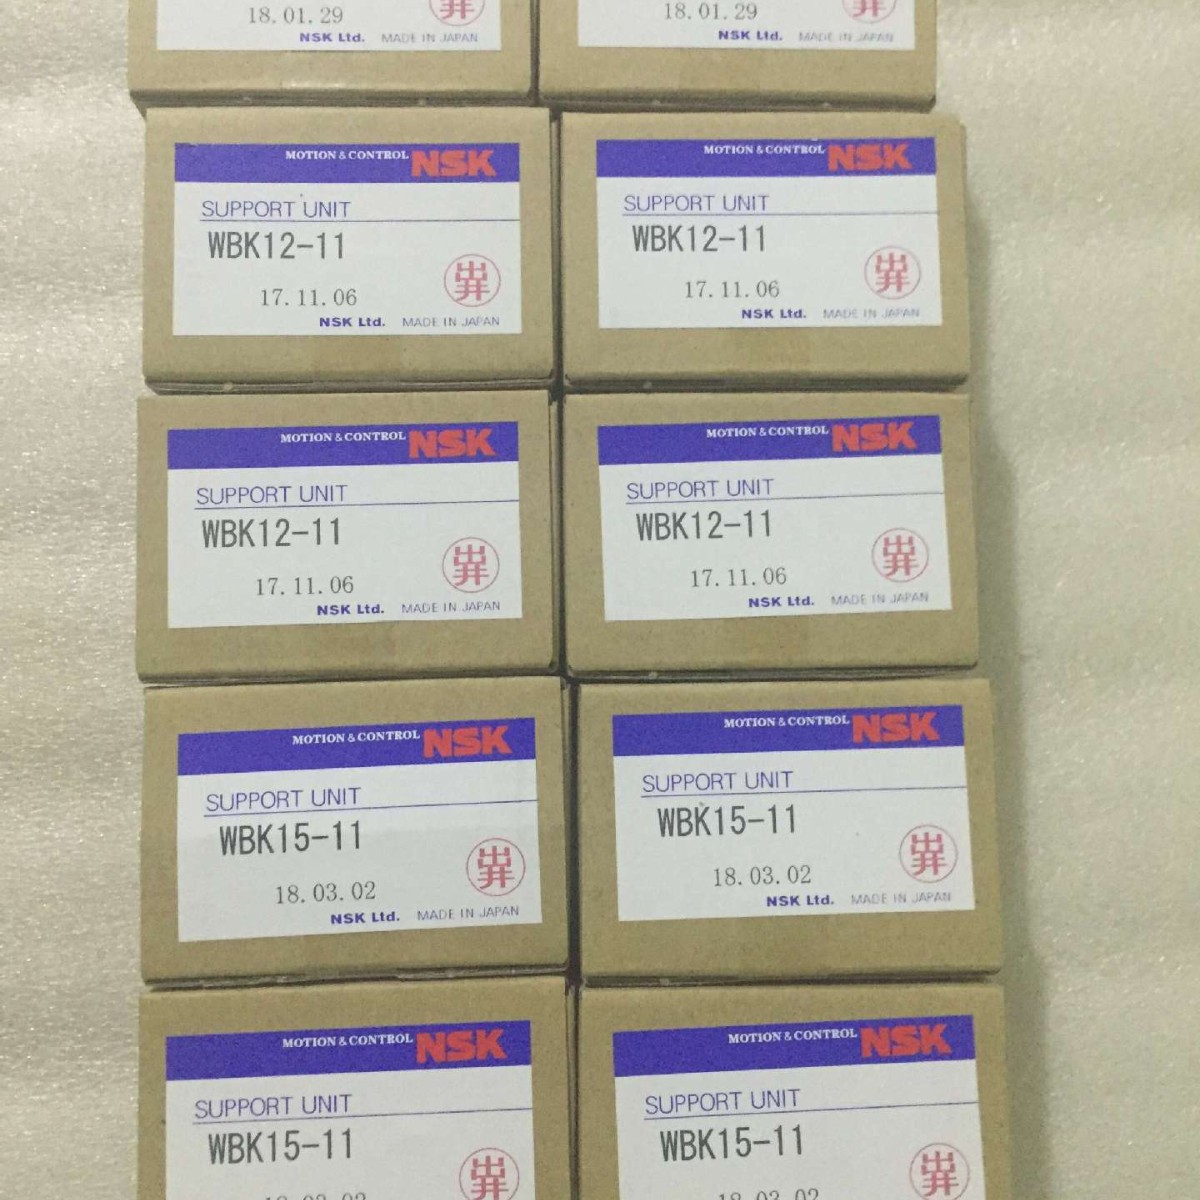 18.01.29
NSK Ltd. MADE IN JAPAN
18.01.29
NSK Ltd. MADE IN JAPAN
MOTION & CONTROL NSK
SUPPORT UNIT
WBK12-11
17.11.06
NSK Ltd. MADE IN JAPAN
MOTION & CONTROL NSK
SUPPORT UNIT
WBK12-11
17.11.06
NSK Ltd. MADE IN JAPAN
MOTION & CONTROL NSK
SUPPORT UNIT
WBK12-11
17.11.06
NSK Ltd. MADE IN JAPAN
MOTION & CONTROL NSK
SUPPORT UNIT
WBK12-11
17.11.06
NSK Ltd. MADE IN JAPAN
MOTION & CONTROL NSK
SUPPORT UNIT
WBK15-11
18.03.02
NSK Ltd. MADE IN JAPAN
MOTION & CONTROL NSK
SUPPORT UNIT
WBK15-11
18.03.02
NSK Ltd. MADE IN JAPAN
MOTION & CONTROL NSK
SUPPORT UNIT
WBK15-11
MOTION & CONTROL NSK
SUPPORT UNIT
WBK15-11